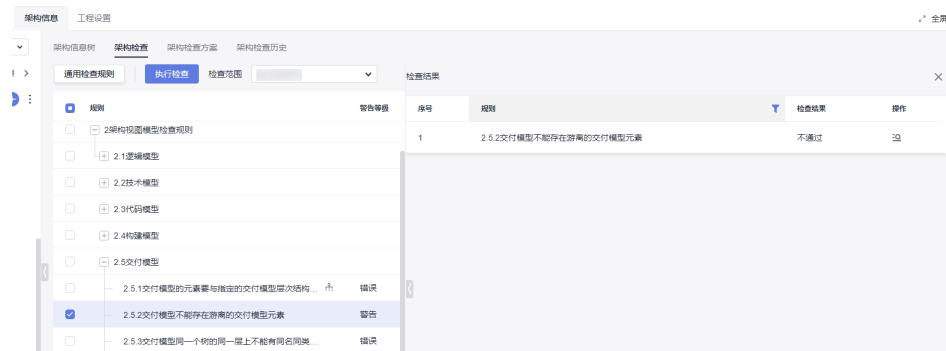 架构信息 工程设置 全屏
架构信息树 架构检查 架构检查方案 架构检查历史
通用检查规则 执行检查 检查范围 检查结果
规则 警告等级 序号 规则 检查结果 操作
2架构视图模型检查规则
1 2.5.2交付模型不能存在游离的交付模型元素 不通过
2.1逻辑模型
2.2技术模型
2.3代码模型
2.4构建模型
2.5交付模型
2.5.1交付模型的元素要与指定的交付模型层次结构... 错误
2.5.2交付模型不能存在游离的交付模型元素 警告
2.5.3交付模型同一个树的同一层上不能有同名同类... 错误